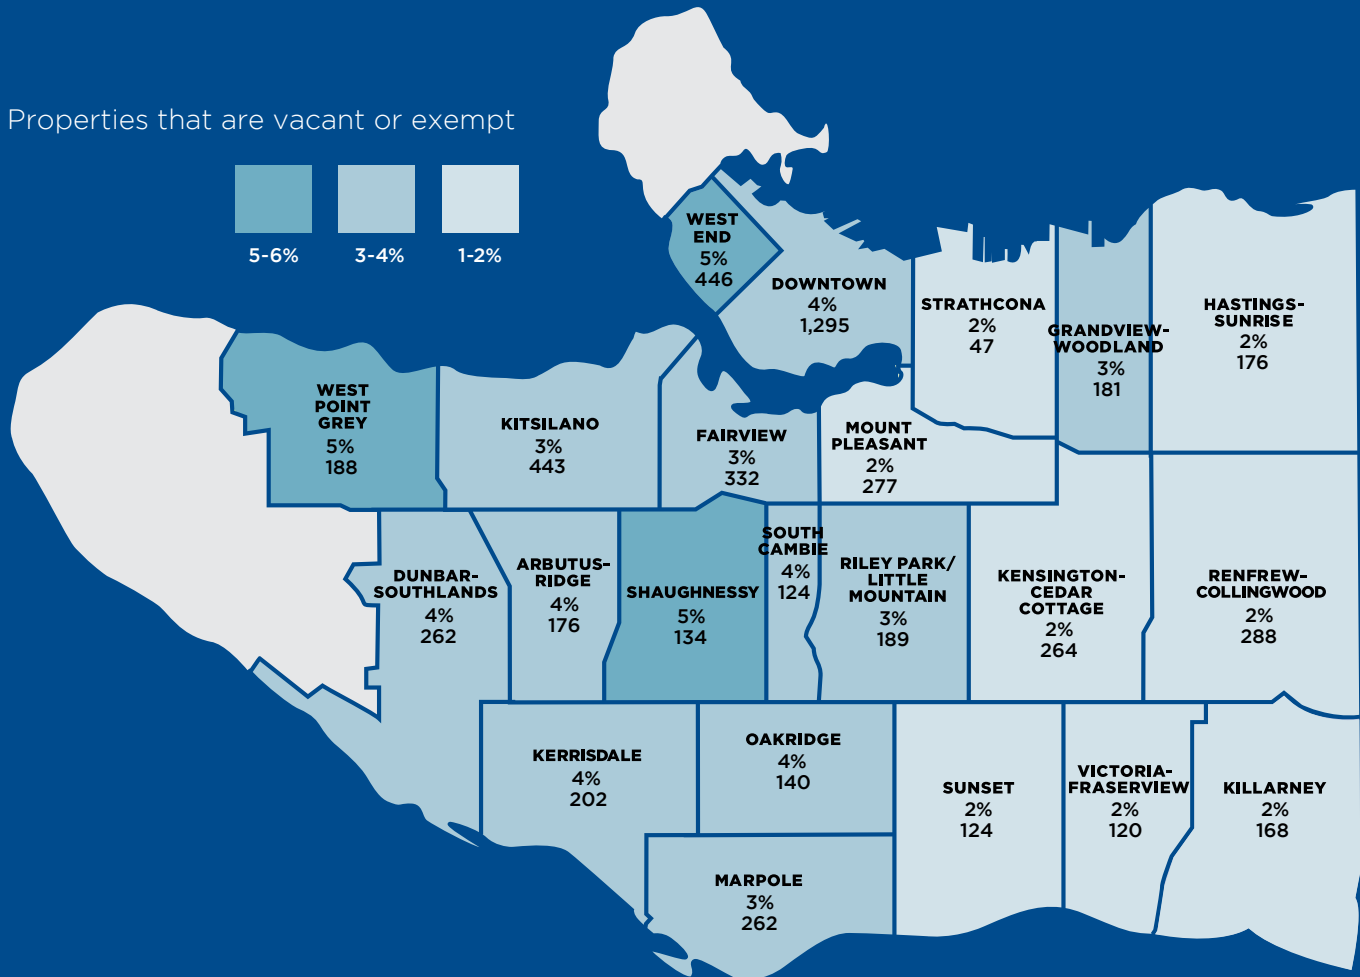 Properties that are vacant or exempt
5-6%
3-4%
1-2%
WEST
END
5%
446
DOWNTOWN
4%
1,295
STRATHCONA
2%
47
GRANDVIEW-
WOODLAND
3%
181
HASTINGS-
SUNRISE
2%
176
WEST
POINT
GREY
5%
188
KITSILANO
3%
443
FAIRVIEW
3%
332
MOUNT
PLEASANT
2%
277
DUNBAR-
SOUTHLANDS
4%
262
ARBUTUS-
RIDGE
4%
176
SHAUGHNESSY
5%
134
SOUTH
CAMBIE
4%
124
RILEY PARK/
LITTLE
MOUNTAIN
3%
189
KENSINGTON-
CEDAR
COTTAGE
2%
264
RENFREW-
COLLINGWOOD
2%
288
KERRISDALE
4%
202
OAKRIDGE
4%
140
SUNSET
2%
124
VICTORIA-
FRASERVIEW
2%
120
KILLARNEY
2%
168
MARPOLE
3%
262